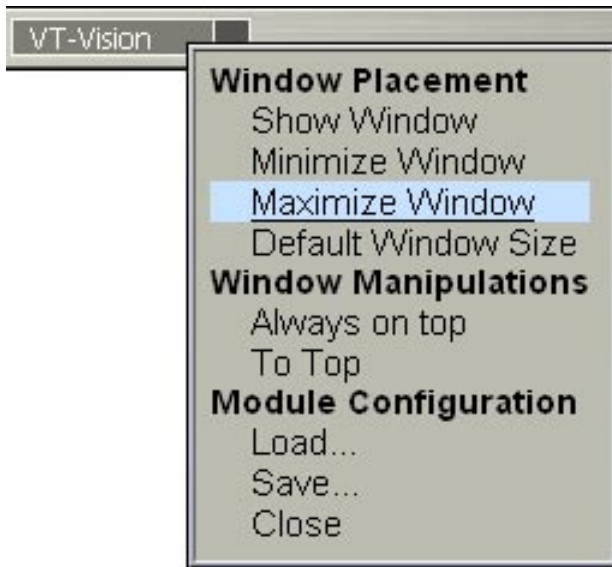 VT-Vision
Window Placement
Show Window
Minimize Window
Maximize Window
Default Window Size
Window Manipulations
Always on top
To Top
Module Configuration
Load...
Save...
Close